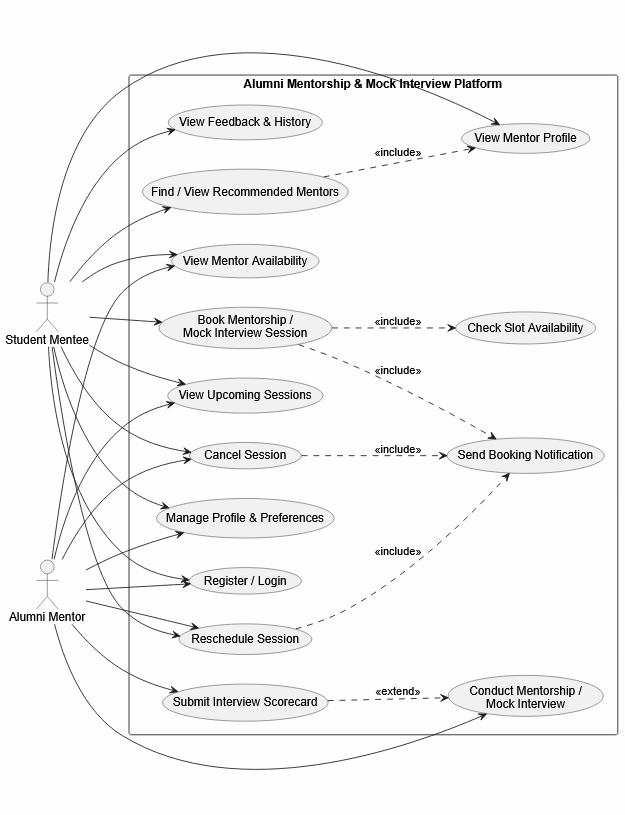 Alumni Mentorship & Mock Interview Platform
View Feedback & History
View Mentor Profile
«include»
Find / View Recommended Mentors
View Mentor Availability
Student Mentee
Book Mentorship /
Mock Interview Session
«include»
Check Slot Availability
«include»
View Upcoming Sessions
Cancel Session
«include»
Send Booking Notification
Manage Profile & Preferences
«include»
Register / Login
Alumni Mentor
Reschedule Session
Submit Interview Scorecard
«extend»
Conduct Mentorship /
Mock Interview